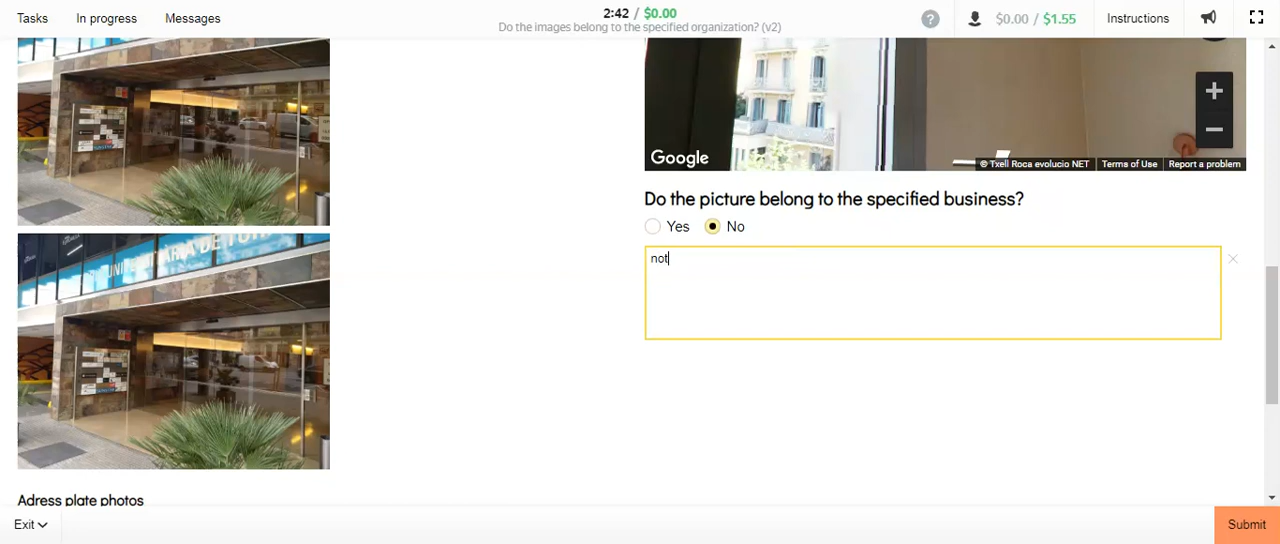 Tasks In progress Messages
2:42 / $0.00
Do the images belong to the specified organization? (v2)
$0.00 / $1.55 Instructions
Google
© Txell Roca evolucio NET Terms of Use Report a problem
Do the picture belong to the specified business?
Yes No
not
Adress plate photos
Exit
Submit